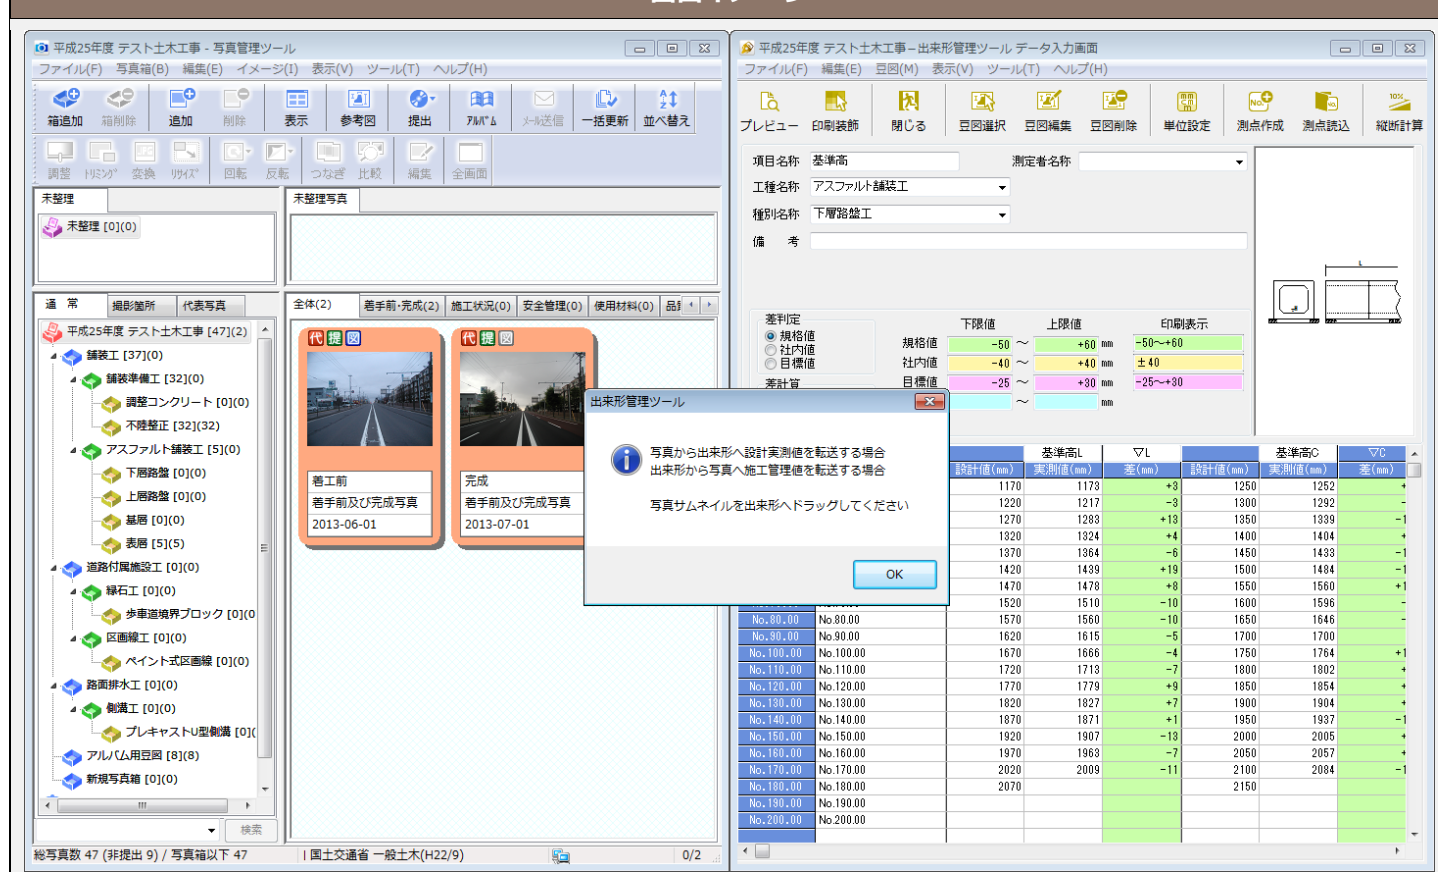 平成25年度 テスト土木工事 - 写真管理ツール
ファイル(F) 写真箱(B) 編集(E) イメージ(I) 表示(V) ツール(T) ヘルプ(H)
箱追加 箱削除 追加 削除 表示 参考図 提出 ｱﾙﾊﾞﾑ ﾒｰﾙ送信 一括更新 並べ替え
調整 ﾄﾘﾐﾝｸﾞ 変換 ﾘｻｲｽﾞ 回転 反転 つなぎ 比較 編集 全画面
未整理
未整理 [0](0)
未整理写真
通 常 撮影箇所 代表写真
平成25年度 テスト土木工事 [47](2)
舗装工 [37](0)
舗装準備工 [32](0)
調整コンクリート [0](0)
不陸整正 [32](32)
アスファルト舗装工 [5](0)
下層路盤 [0](0)
上層路盤 [0](0)
基層 [0](0)
表層 [5](5)
道路付属施設工 [0](0)
縁石工 [0](0)
歩車道境界ブロック [0](0
区画線工 [0](0)
ペイント式区画線 [0](0)
路面排水工 [0](0)
側溝工 [0](0)
プレキャストU型側溝 [0](
アルバム用豆図 [8](8)
新規写真箱 [0](0)
検索
総写真数 47 (非提出 9) / 写真箱以下 47
国土交通省 一般土木(H22/9)
0/2
全体(2) 着手前・完成(2) 施工状況(0) 安全管理(0) 使用材料(0)
代 提 図
着工前
着手前及び完成写真
2013-06-01
代 提 図
完成
着手前及び完成写真
2013-07-01
出来形管理ツール
写真から出来形へ設計実測値を転送する場合
出来形から写真へ施工管理値を転送する場合
写真サムネイルを出来形へドラッグしてください
OK
平成25年度 テスト土木工事－出来形管理ツール データ入力画面
ファイル(F) 編集(E) 豆図(M) 表示(V) ツール(T) ヘルプ(H)
プレビュー 印刷装飾 閉じる 豆図選択 豆図編集 豆図削除 単位設定 測点作成 測点読込 縦断計算
項目名称 基準高 測定者名称
工種名称 アスファルト舗装工
種別名称 下層路盤工
備 考
L
差判定
規格値
社内値
目標値
差計算
下限値 上限値 印刷表示
規格値 -50 ～ +60 mm -50～+60
社内値 -40 ～ +40 mm ±40
目標値 -25 ～ +30 mm -25～+30
～ mm
基準高L ▽L 基準高C ▽C
設計値(mm) 実測値(mm) 差(mm) 設計値(mm) 実測値(mm) 差(mm)
1170 1173 +3 1250 1252 +
1220 1217 -3 1300 1292 -
1270 1283 +13 1350 1339 -1
1320 1324 +4 1400 1404 +
1370 1364 -6 1450 1433 -1
1420 1439 +19 1500 1484 -1
1470 1478 +8 1550 1560 +1
1520 1510 -10 1600 1596 -
No.80.00 No.80.00 1570 1560 -10 1650 1646 -
No.90.00 No.90.00 1620 1615 -5 1700 1700
No.100.00 No.100.00 1670 1666 -4 1750 1764 +1
No.110.00 No.110.00 1720 1713 -7 1800 1802 +
No.120.00 No.120.00 1770 1779 +9 1850 1854 +
No.130.00 No.130.00 1820 1827 +7 1900 1904 +
No.140.00 No.140.00 1870 1871 +1 1950 1937 -1
No.150.00 No.150.00 1920 1907 -13 2000 2005 +
No.160.00 No.160.00 1970 1963 -7 2050 2057 +
No.170.00 No.170.00 2020 2009 -11 2100 2084 -1
No.180.00 No.180.00 2070 2150
No.190.00 No.190.00
No.200.00 No.200.00